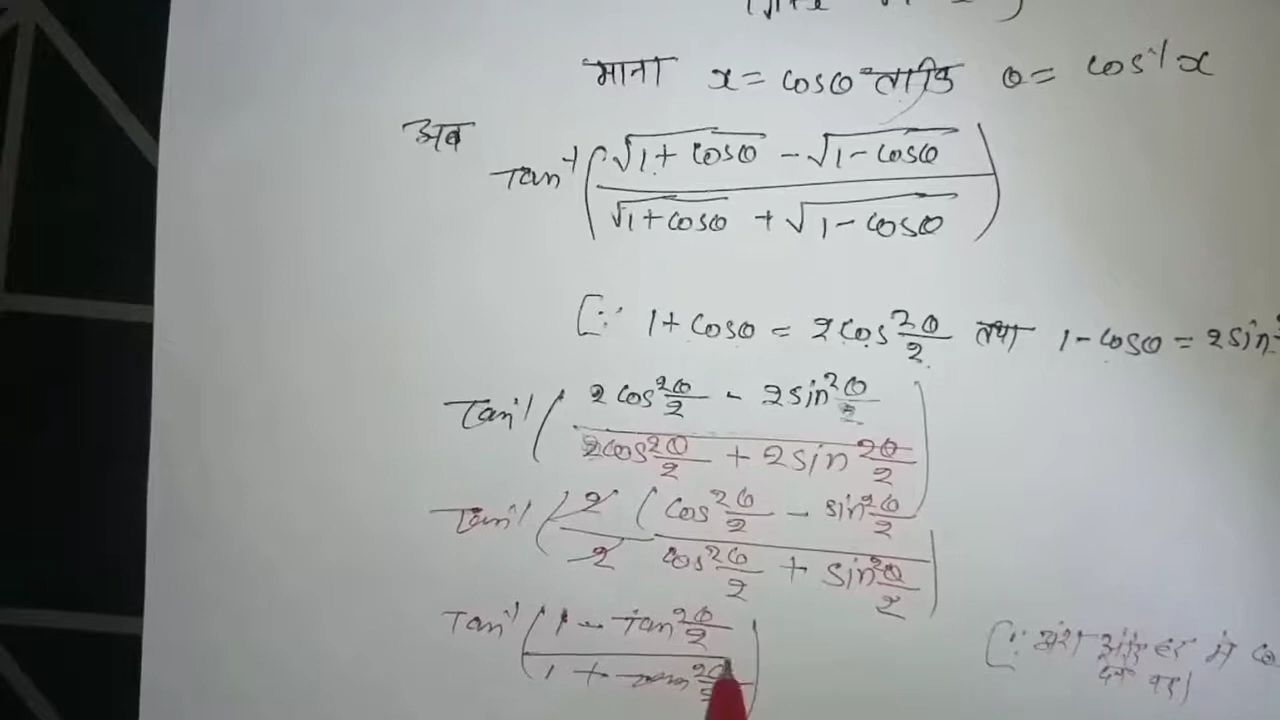 माना x = cosθ ताकि θ = cos⁻¹x
अब
Tan⁻¹(√1+cosθ - √1-cosθ / √1+cosθ + √1-cosθ)
[∵ 1+cosθ = 2cos²θ/2 तथा 1-cosθ = 2sin²
Tan⁻¹(2cos²θ/2 - 2sin²θ/2 / 2cos²θ/2 + 2sin²θ/2)
Tan⁻¹(2/2 (cos²θ/2 - sin²θ/2 / cos²θ/2 + sin²θ/2)
Tan⁻¹(1 - tan²θ/2 / 1 +
[∵ अंश और हर में